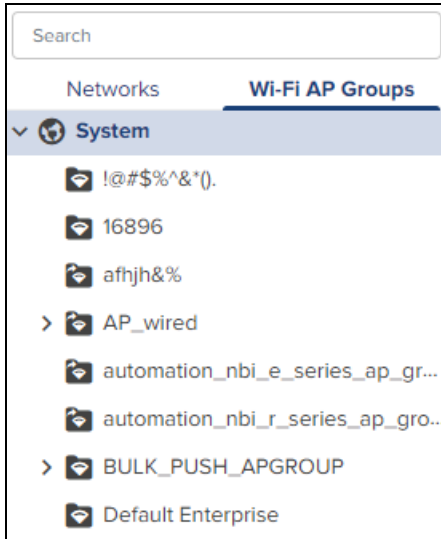 Search
Networks Wi-Fi AP Groups
System
!@#$%^&*().
16896
afhjh&%
AP_wired
automation_nbi_e_series_ap_gr...
automation_nbi_r_series_ap_gro...
BULK_PUSH_APGROUP
Default Enterprise